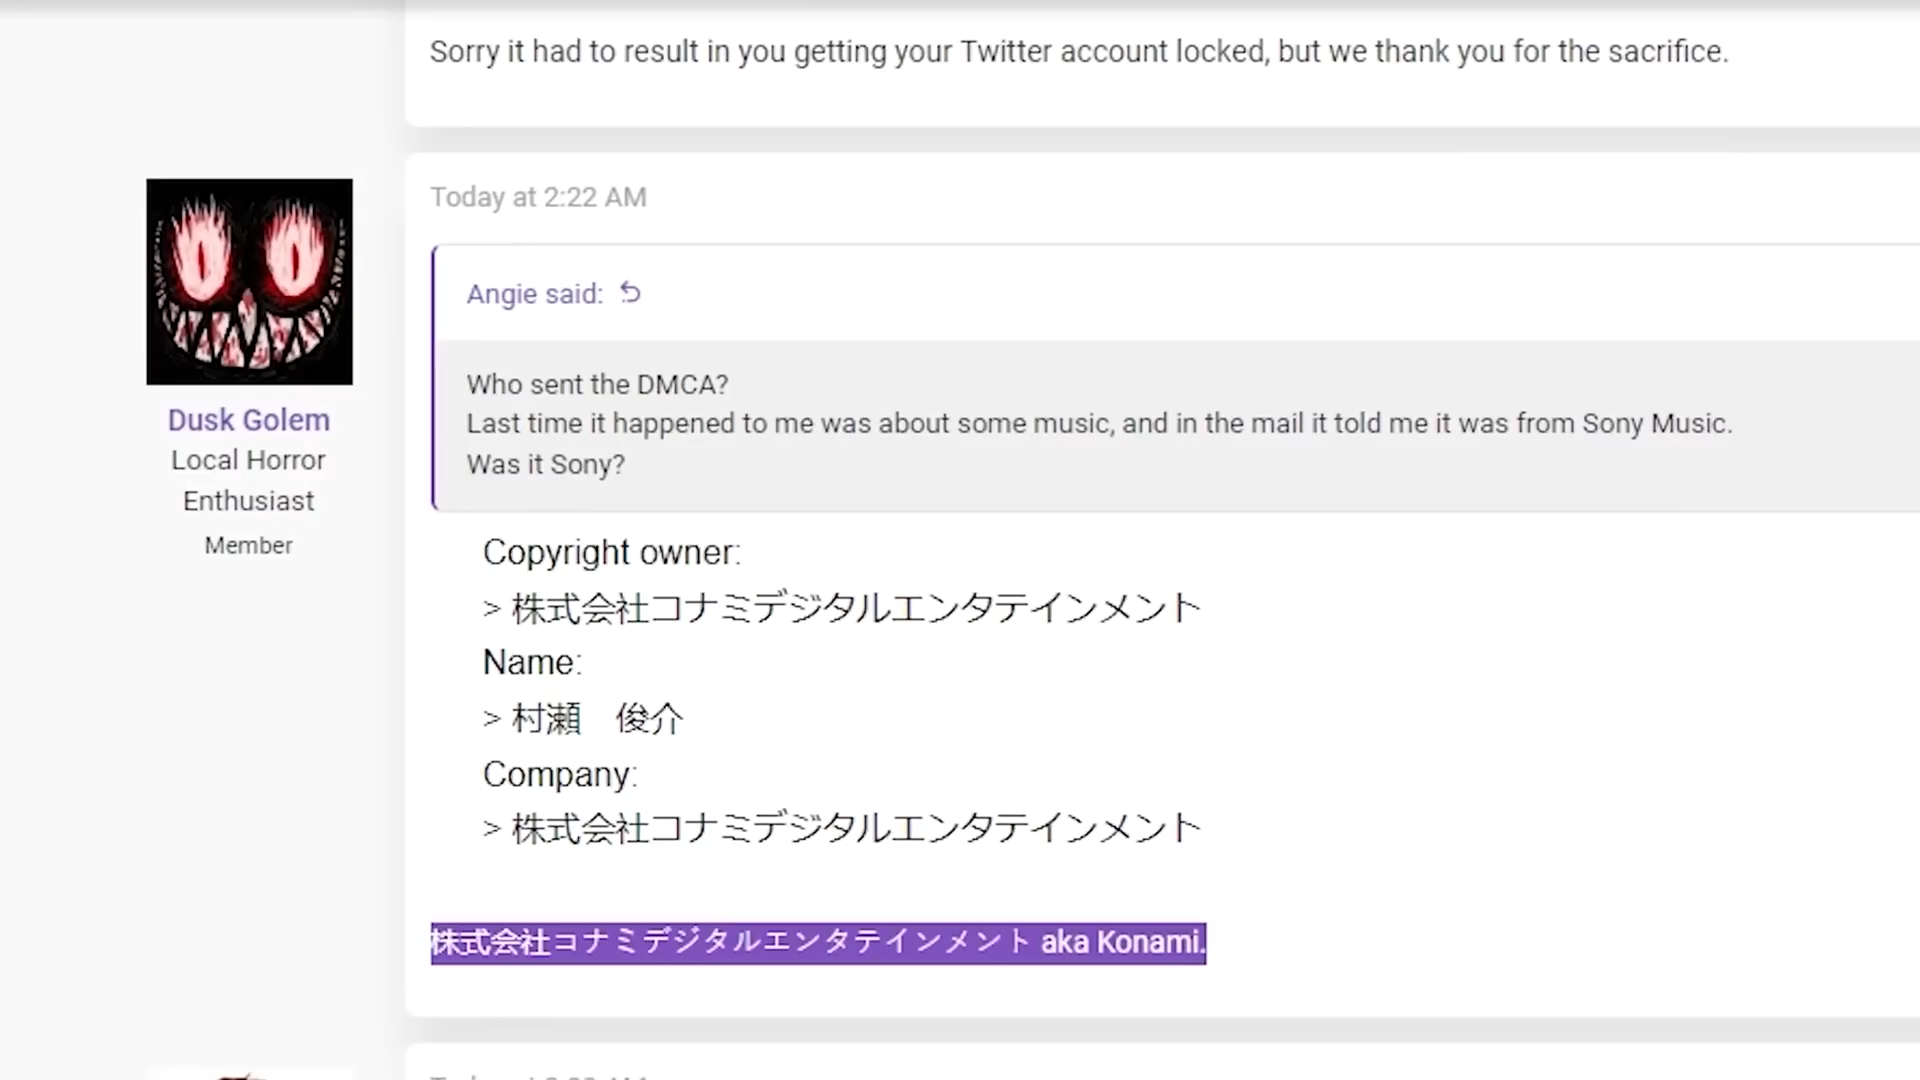 Sorry it had to result in you getting your Twitter account locked, but we thank you for the sacrifice.
Today at 2:22 AM
Angie said:
Who sent the DMCA?
Last time it happened to me was about some music, and in the mail it told me it was from Sony Music.
Was it Sony?
Dusk Golem
Local Horror
Enthusiast
Member
Copyright owner:
> 株式会社コナミデジタルエンタテインメント
Name:
> 村瀬　俊介
Company:
> 株式会社コナミデジタルエンタテインメント
株式会社コナミデジタルエンタテインメント aka Konami.